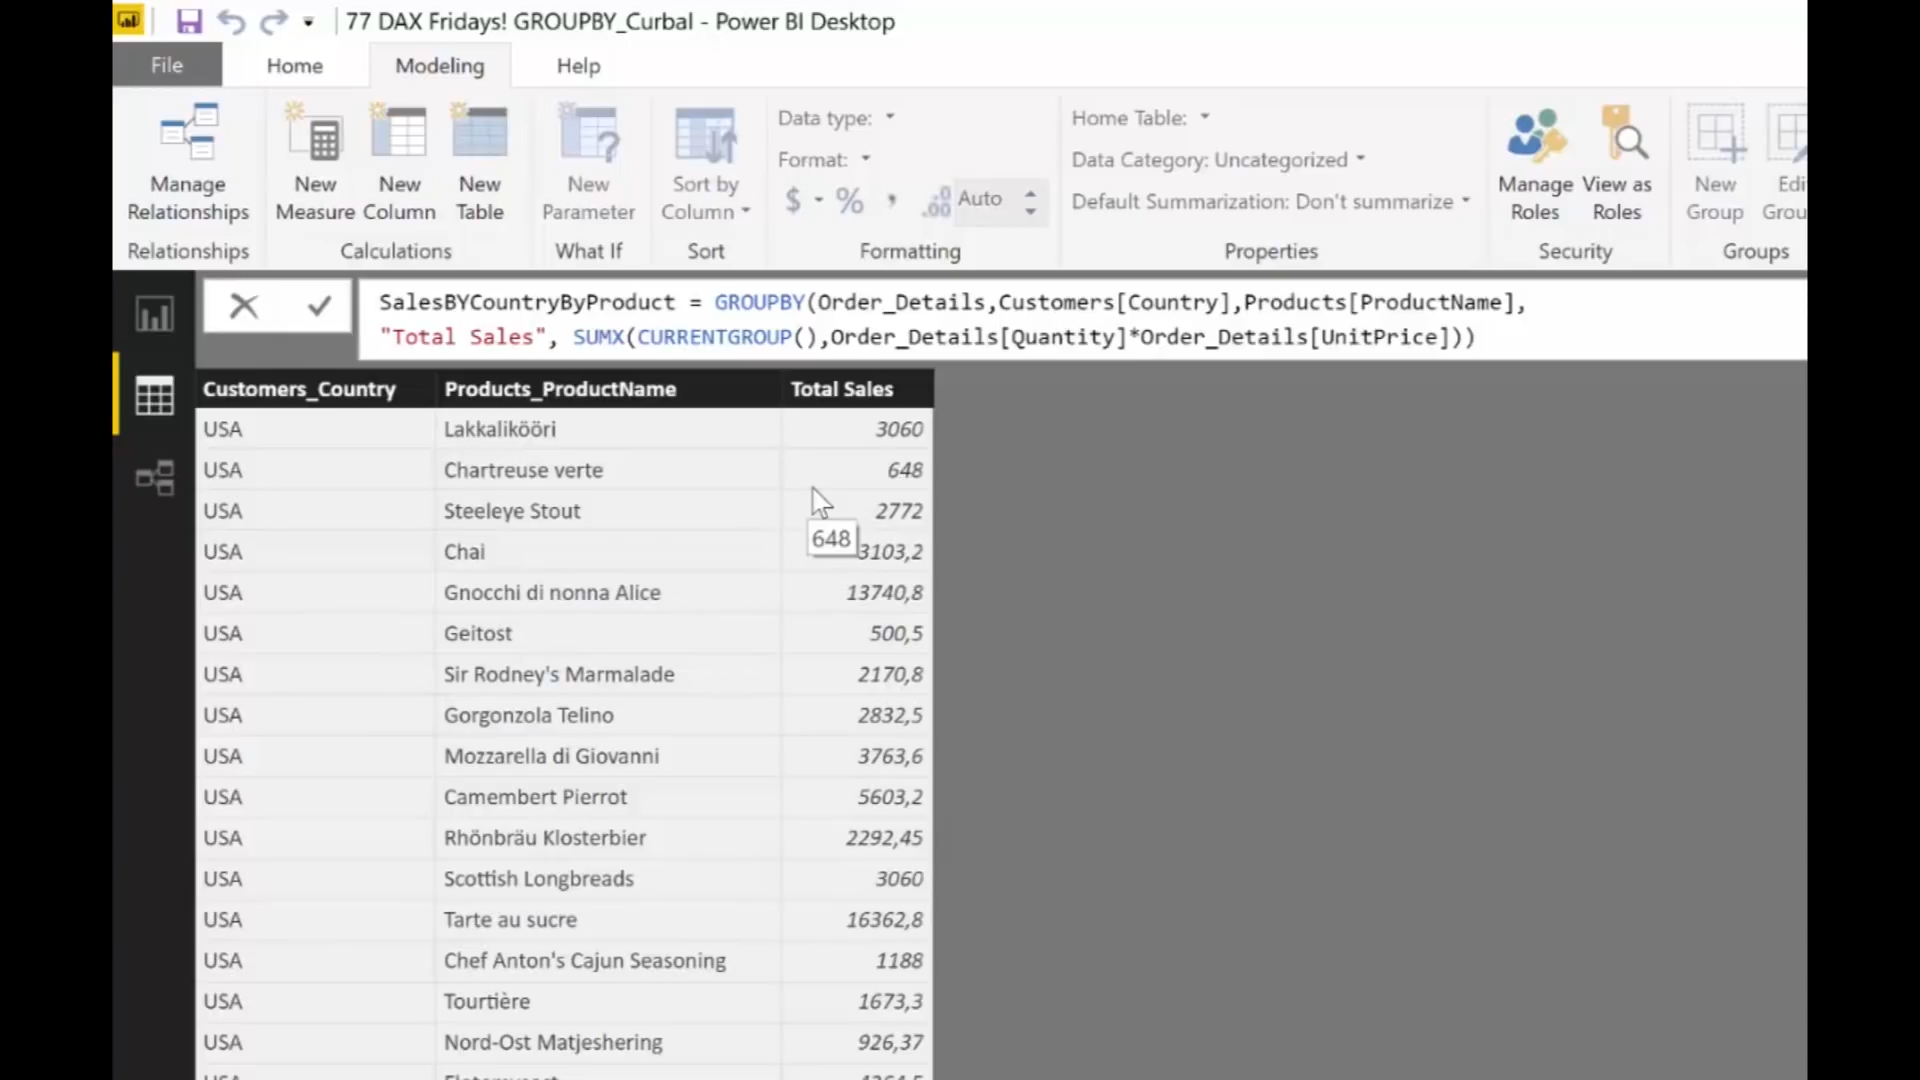 77 DAX Fridays! GROUPBY_Curbal - Power BI Desktop
File Home Modeling Help
Manage Relationships
New Measure
New Column
New Table
New Parameter
Sort by Column
Data type:
Format:
$ % , .00 Auto
Home Table:
Data Category: Uncategorized
Default Summarization: Don't summarize
Manage Roles
View as Roles
New Group
Relationships Calculations What If Sort Formatting Properties Security Groups
SalesBYCountryByProduct = GROUPBY(Order_Details,Customers[Country],Products[ProductName],
"Total Sales", SUMX(CURRENTGROUP(),Order_Details[Quantity]*Order_Details[UnitPrice]))
Customers_Country Products_ProductName Total Sales
USA Lakkalikööri 3060
USA Chartreuse verte 648
USA Steeleye Stout 2772
648
USA Chai 3103,2
USA Gnocchi di nonna Alice 13740,8
USA Geitost 500,5
USA Sir Rodney's Marmalade 2170,8
USA Gorgonzola Telino 2832,5
USA Mozzarella di Giovanni 3763,6
USA Camembert Pierrot 5603,2
USA Rhönbräu Klosterbier 2292,45
USA Scottish Longbreads 3060
USA Tarte au sucre 16362,8
USA Chef Anton's Cajun Seasoning 1188
USA Tourtière 1673,3
USA Nord-Ost Matjeshering 926,37